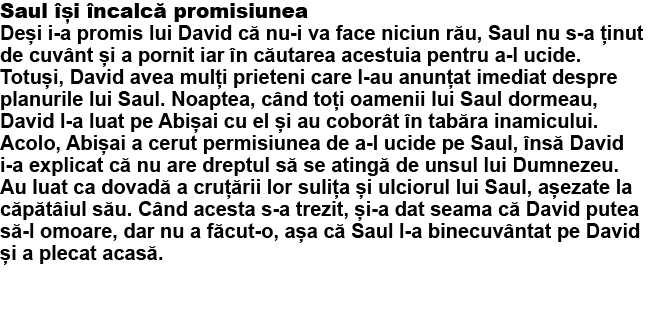 Saul își încalcă promisiunea
Deși i-a promis lui David că nu-i va face niciun rău, Saul nu s-a ținut
de cuvânt și a pornit iar în căutarea acestuia pentru a-l ucide.
Totuși, David avea mulți prieteni care l-au anunțat imediat despre
planurile lui Saul. Noaptea, când toți oamenii lui Saul dormeau,
David l-a luat pe Abișai cu el și au coborât în tabăra inamicului.
Acolo, Abișai a cerut permisiunea de a-l ucide pe Saul, însă David
i-a explicat că nu are dreptul să se atingă de unsul lui Dumnezeu.
Au luat ca dovadă a cruțării lor sulița și ulciorul lui Saul, așezate la
căpătâiul său. Când acesta s-a trezit, și-a dat seama că David putea
să-l omoare, dar nu a făcut-o, așa că Saul l-a binecuvântat pe David
și a plecat acasă.